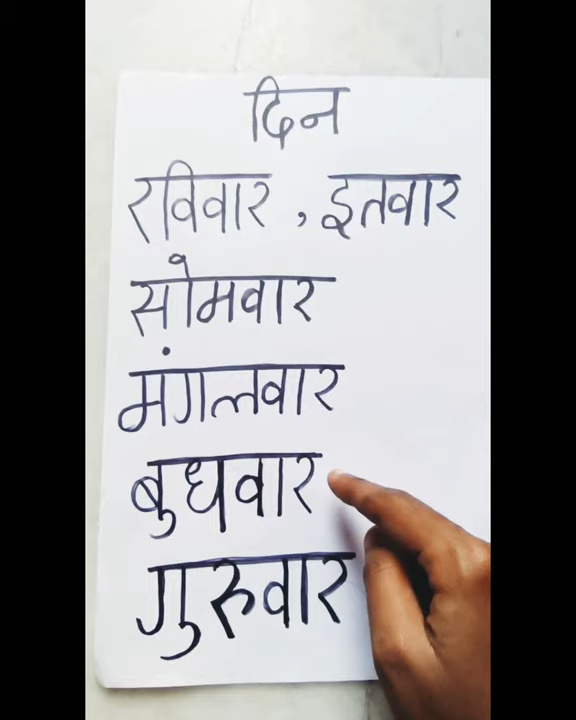 दिन
रविवार , इतवार
सोमवार
मंगलवार
बुधवार
गुरुवार